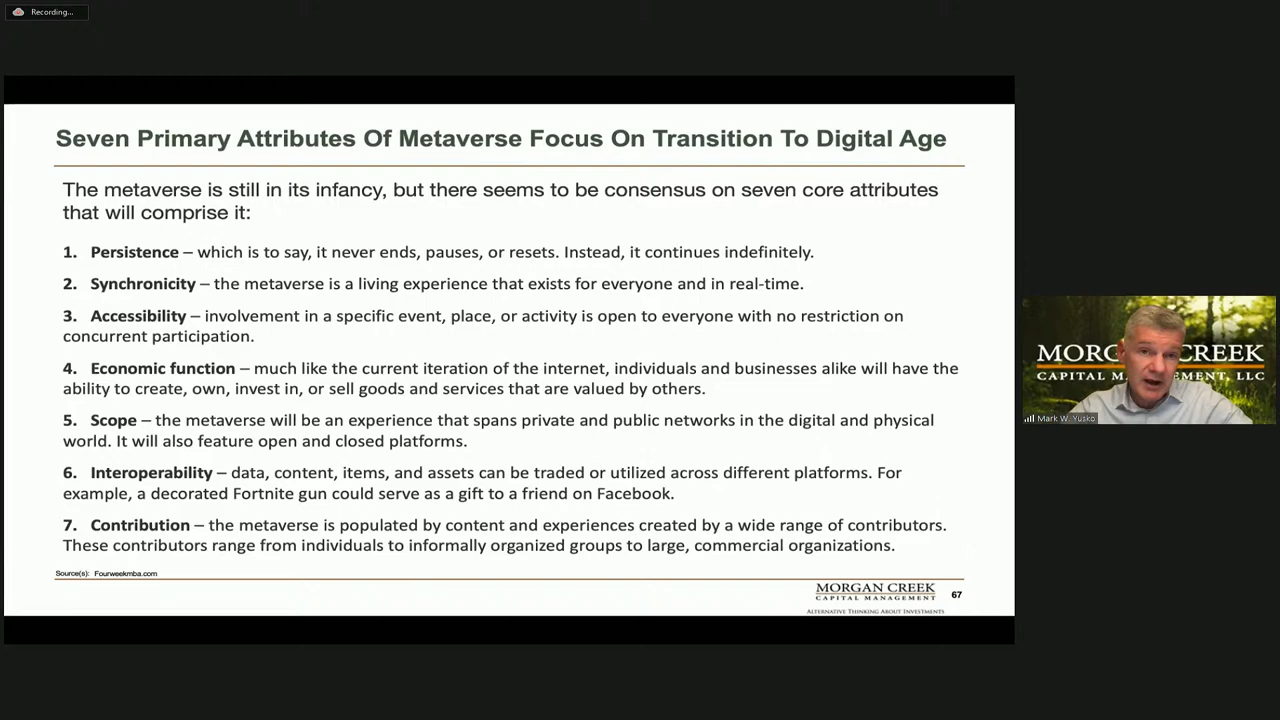 Recording...
Seven Primary Attributes Of Metaverse Focus On Transition To Digital Age
The metaverse is still in its infancy, but there seems to be consensus on seven core attributes
that will comprise it:
1. Persistence – which is to say, it never ends, pauses, or resets. Instead, it continues indefinitely.
2. Synchronicity – the metaverse is a living experience that exists for everyone and in real-time.
3. Accessibility – involvement in a specific event, place, or activity is open to everyone with no restriction on
concurrent participation.
4. Economic function – much like the current iteration of the internet, individuals and businesses alike will have the
ability to create, own, invest in, or sell goods and services that are valued by others.
5. Scope – the metaverse will be an experience that spans private and public networks in the digital and physical
world. It will also feature open and closed platforms.
6. Interoperability – data, content, items, and assets can be traded or utilized across different platforms. For
example, a decorated Fortnite gun could serve as a gift to a friend on Facebook.
7. Contribution – the metaverse is populated by content and experiences created by a wide range of contributors.
These contributors range from individuals to informally organized groups to large, commercial organizations.
Source(s): Fourweekmba.com
MORGAN CREEK
CAPITAL MANAGEMENT
ALTERNATIVE THINKING ABOUT INVESTMENTS
67
MORG CREEK
CAPITAL MA EMENT, LLC
Mark W. Yusko